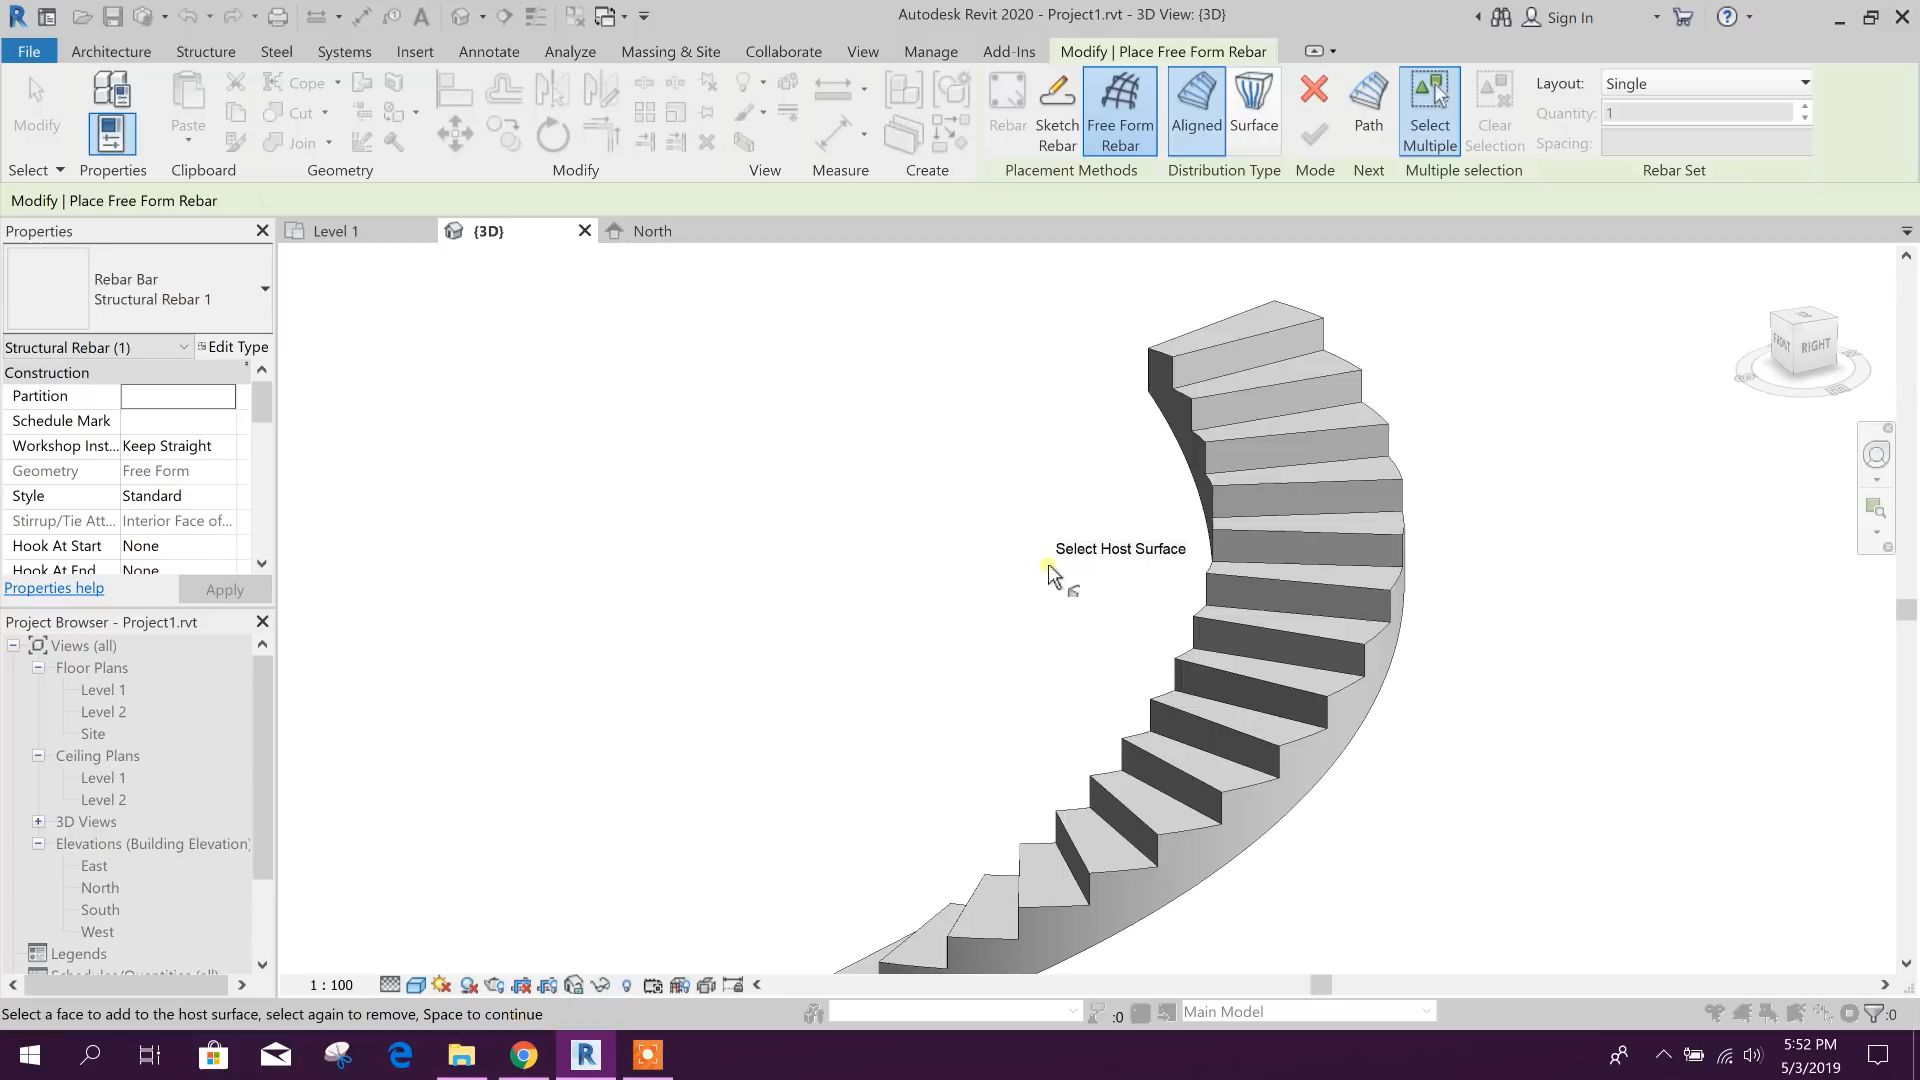 Autodesk Revit 2020 - Project1.rvt - 3D View: {3D}
Sign In
File Architecture Structure Steel Systems Insert Annotate Analyze Massing & Site Collaborate View Manage Add-Ins Modify | Place Free Form Rebar
Modify
Paste
Cope
Cut
Join
Rebar
Sketch
Rebar
Free Form
Rebar
Aligned
Surface
Path
Select
Multiple
Clear
Selection
Layout: Single
Quantity: 1
Spacing:
Select Properties Clipboard Geometry Modify View Measure Create Placement Methods Distribution Type Mode Next Multiple selection Rebar Set
Modify | Place Free Form Rebar
Properties
Level 1
{3D}
North
Rebar Bar
Structural Rebar 1
Structural Rebar (1)
Edit Type
Construction
Partition
Schedule Mark
Workshop Inst... Keep Straight
Geometry Free Form
Style Standard
Stirrup/Tie Att... Interior Face of...
Hook At Start None
Hook At End None
Properties help
Apply
Project Browser - Project1.rvt
Views (all)
Floor Plans
Level 1
Level 2
Site
Ceiling Plans
Level 1
Level 2
3D Views
Elevations (Building Elevation)
East
North
South
West
Legends
Schedules/Quantities (all)
Select Host Surface
FRONT
RIGHT
1 : 100
Select a face to add to the host surface, select again to remove, Space to continue
:0
Main Model
:0
5:52 PM
5/3/2019